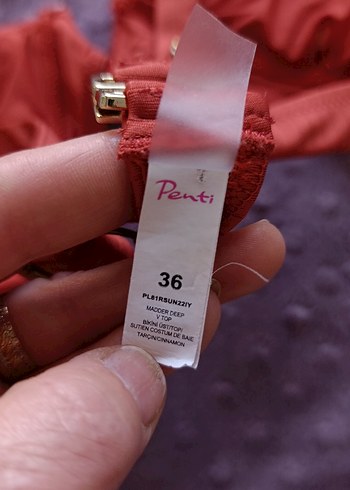 Penti
36
PL81RSUN22IY
MADDER DEEP
V TOP
BİKİNİ ÜSTÜ/TOP/
SUTIEN COSTUM DE BAIE
TARÇIN/CINNAMON